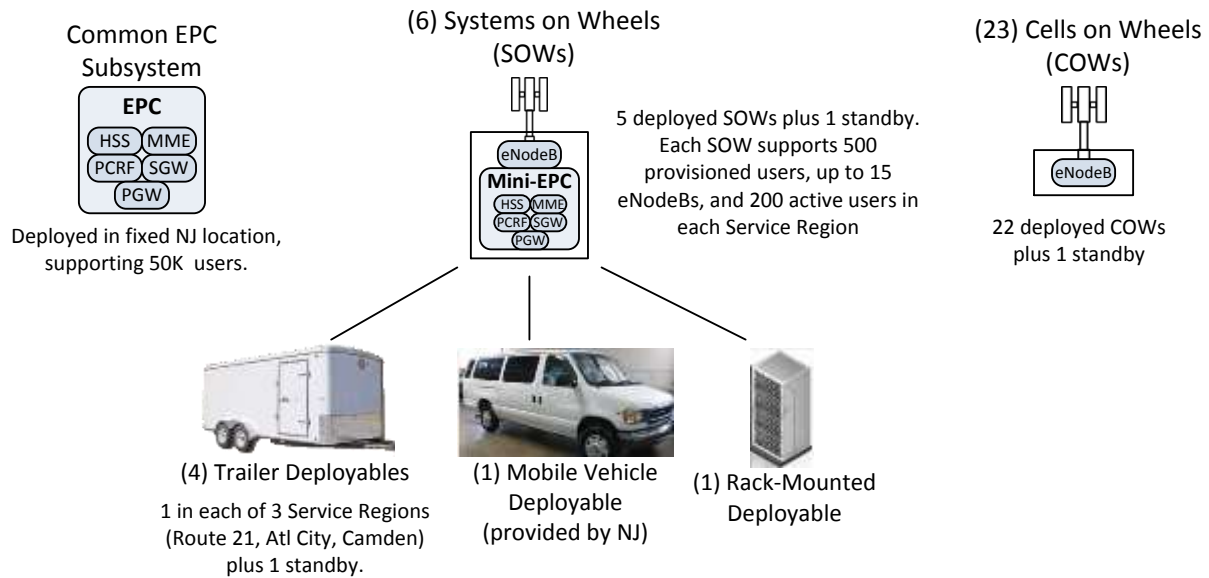 Common EPC
Subsystem
EPC
HSS MME
PCRF SGW
PGW
Deployed in fixed NJ location,
supporting 50K users.
(6) Systems on Wheels
(SOWs)
eNodeB
Mini-EPC
HSS MME
PCRF SGW
PGW
5 deployed SOWs plus 1 standby.
Each SOW supports 500
provisioned users, up to 15
eNodeBs, and 200 active users in
each Service Region
(23) Cells on Wheels
(COWs)
eNodeB
22 deployed COWs
plus 1 standby
(4) Trailer Deployables
1 in each of 3 Service Regions
(Route 21, Atl City, Camden)
plus 1 standby.
(1) Mobile Vehicle
Deployable
(provided by NJ)
(1) Rack-Mounted
Deployable